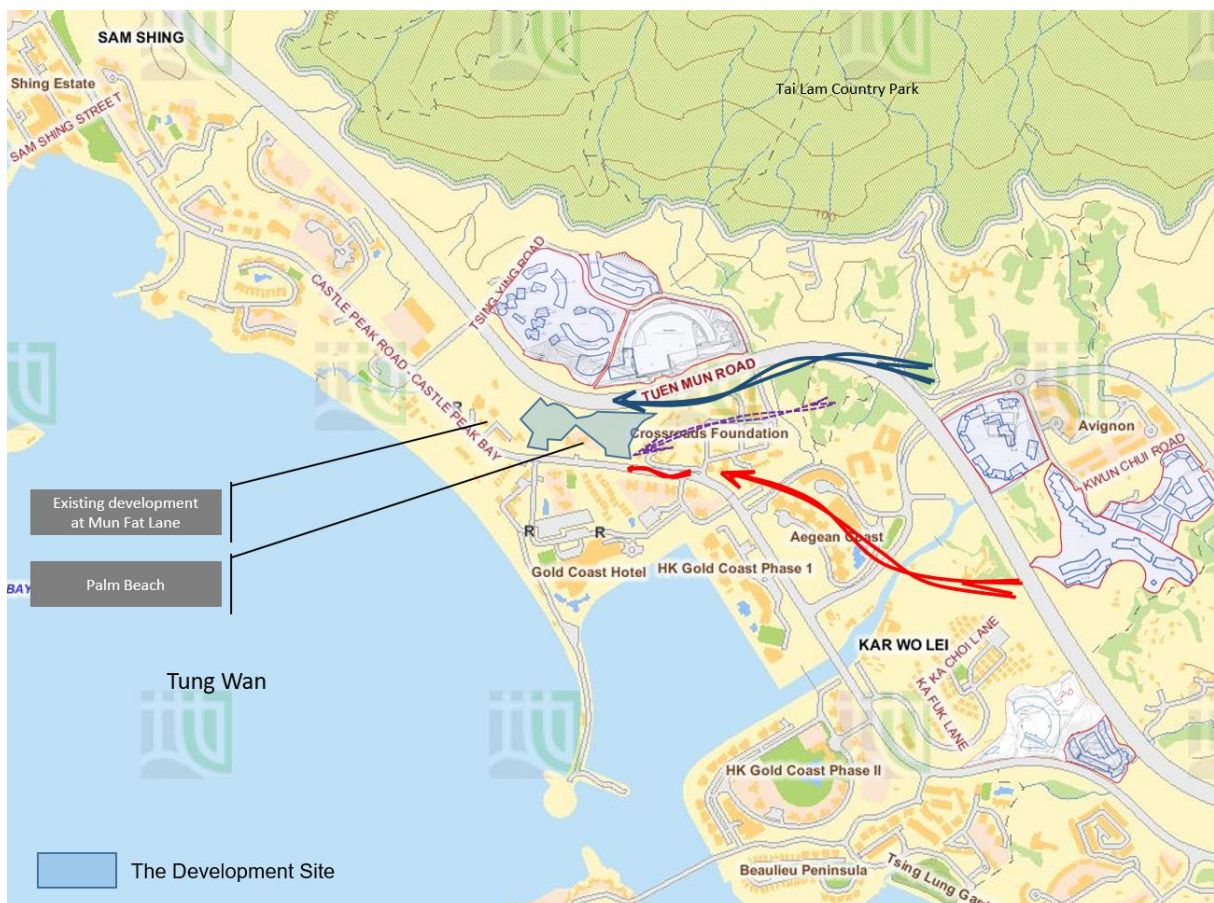 SAM SHING
Shing Estate
SAM SHING STREET
Tai Lam Country Park
100
100
TSING YING ROAD
CASTLE PEAK ROAD - CASTLE PEAK BAY
TUEN MUN ROAD
Crossroads Foundation
Avignon
KWUN CHUI ROAD
Existing development
at Mun Fat Lane
Palm Beach
R
R
Aegean Coast
Gold Coast Hotel
HK Gold Coast Phase 1
BAY
KAR WO LEI
KA CHOI LANE
KA FUK LANE
Tung Wan
HK Gold Coast Phase II
The Development Site
Beaulieu Peninsula
Tsing Lung Gar